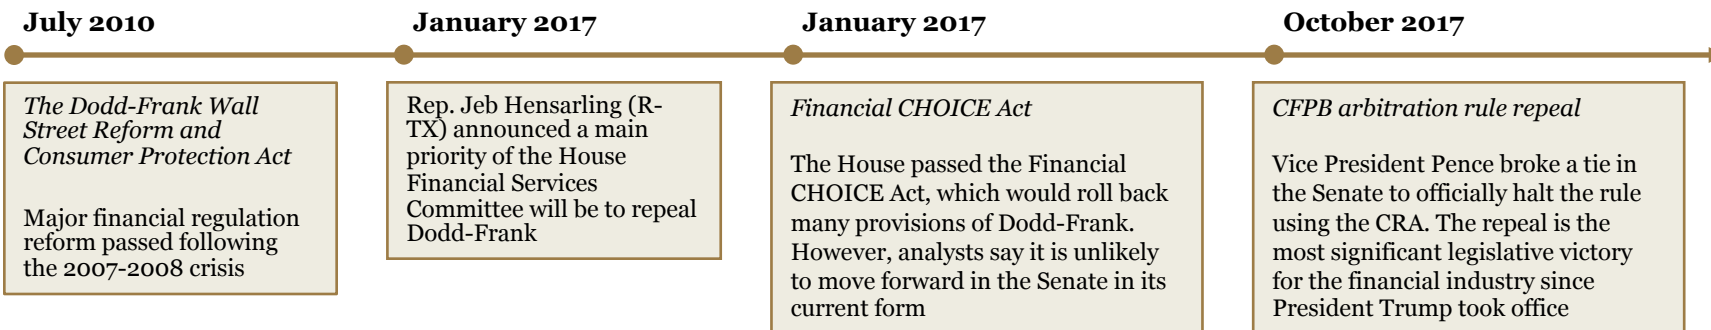 July 2010
January 2017
January 2017
October 2017
The Dodd-Frank Wall
Street Reform and
Consumer Protection Act
Major financial regulation
reform passed following
the 2007-2008 crisis
Rep. Jeb Hensarling (R-
TX) announced a main
priority of the House
Financial Services
Committee will be to repeal
Dodd-Frank
Financial CHOICE Act
The House passed the Financial
CHOICE Act, which would roll back
many provisions of Dodd-Frank.
However, analysts say it is unlikely
to move forward in the Senate in its
current form
CFPB arbitration rule repeal
Vice President Pence broke a tie in
the Senate to officially halt the rule
using the CRA. The repeal is the
most significant legislative victory
for the financial industry since
President Trump took office